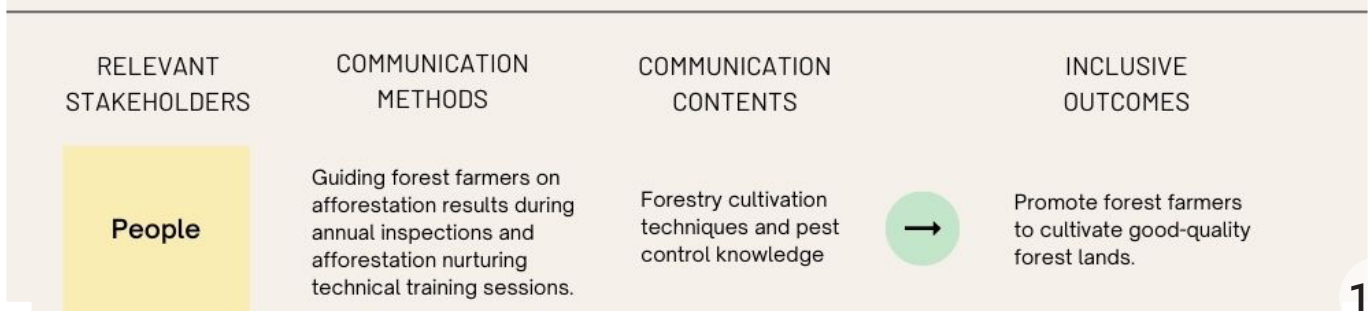 RELEVANT
STAKEHOLDERS
COMMUNICATION
METHODS
COMMUNICATION
CONTENTS
INCLUSIVE
OUTCOMES
People
Guiding forest farmers on
afforestation results during
annual inspections and
afforestation nurturing
technical training sessions.
Forestry cultivation
techniques and pest
control knowledge
Promote forest farmers
to cultivate good-quality
forest lands.
1